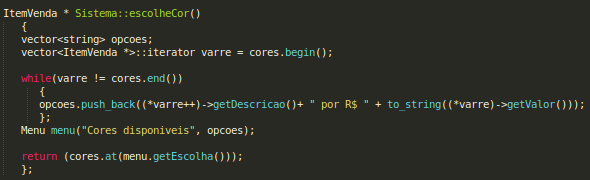 ItemVenda * Sistema::escolheCor()
{
vector<string> opcoes;
vector<ItemVenda *>::iterator varre = cores.begin();
while(varre != cores.end())
{
opcoes.push_back((*varre++)->getDescricao()+ " por R$ " + to_string((*varre)->getValor()));
};
Menu menu("Cores disponiveis", opcoes);
return (cores.at(menu.getEscolha()));
};